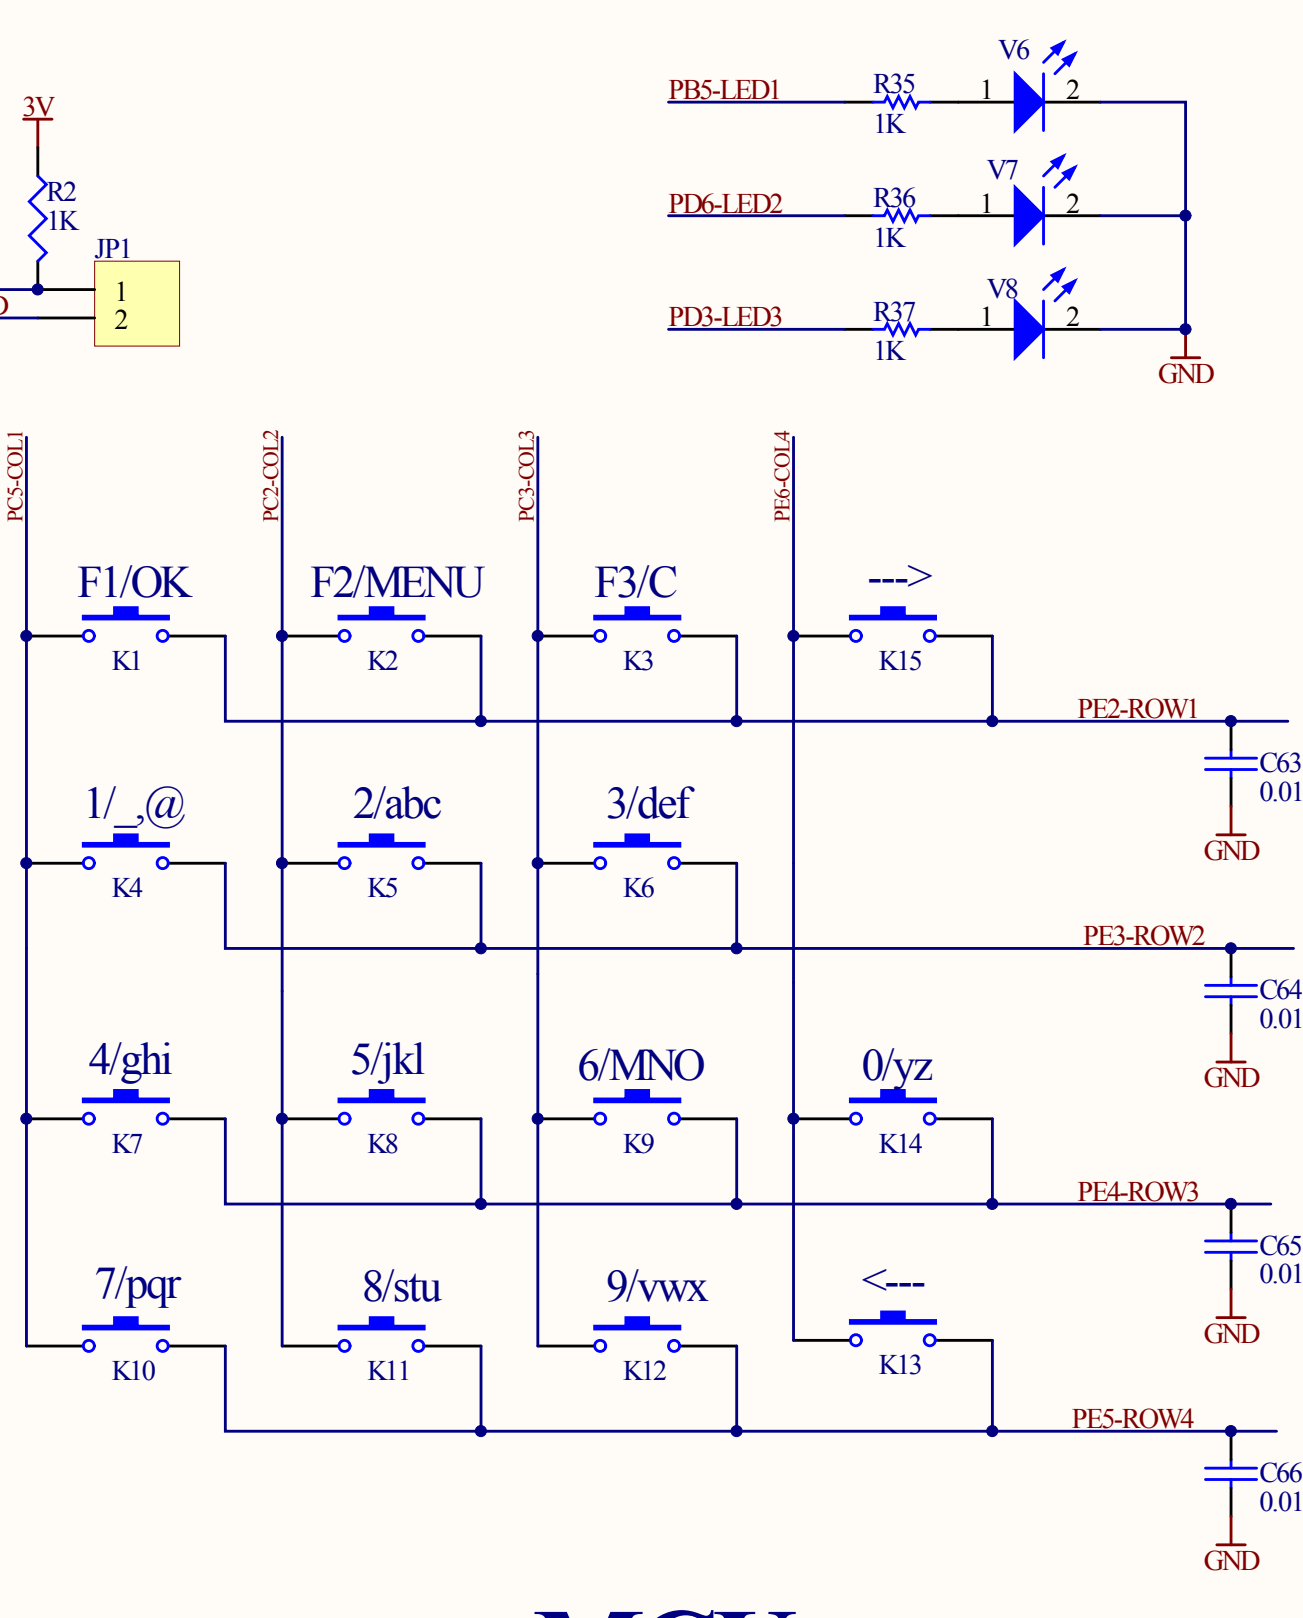 V6
PB5-LED1
R35
1
2
1K
3V
V7
R2
1K
PD6-LED2
R36
1
2
1K
JP1
1
2
V8
PD3-LED3
R37
1
2
1K
GND
PC5-COL1
PC2-COL2
PC3-COL3
PE6-COL4
F1/OK
F2/MENU
F3/C
--->
K1
K2
K3
K15
PE2-ROW1
C63
0.01
GND
1/_,@
2/abc
3/def
K4
K5
K6
PE3-ROW2
C64
0.01
GND
4/ghi
5/jkl
6/MNO
0/yz
K7
K8
K9
K14
PE4-ROW3
C65
0.01
GND
7/pqr
8/stu
9/vwx
<---
K10
K11
K12
K13
PE5-ROW4
C66
0.01
GND